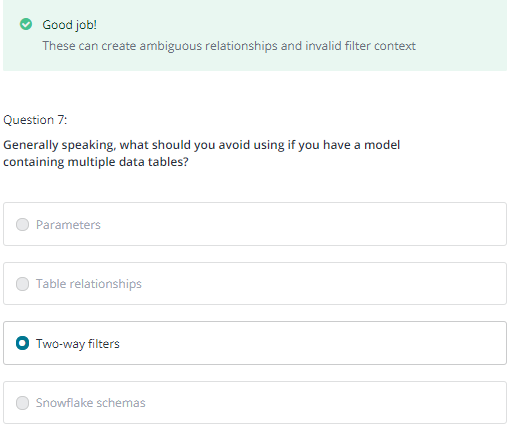 Good job!
These can create ambiguous relationships and invalid filter context
Question 7:
Generally speaking, what should you avoid using if you have a model
containing multiple data tables?
Parameters
Table relationships
Two-way filters
Snowflake schemas